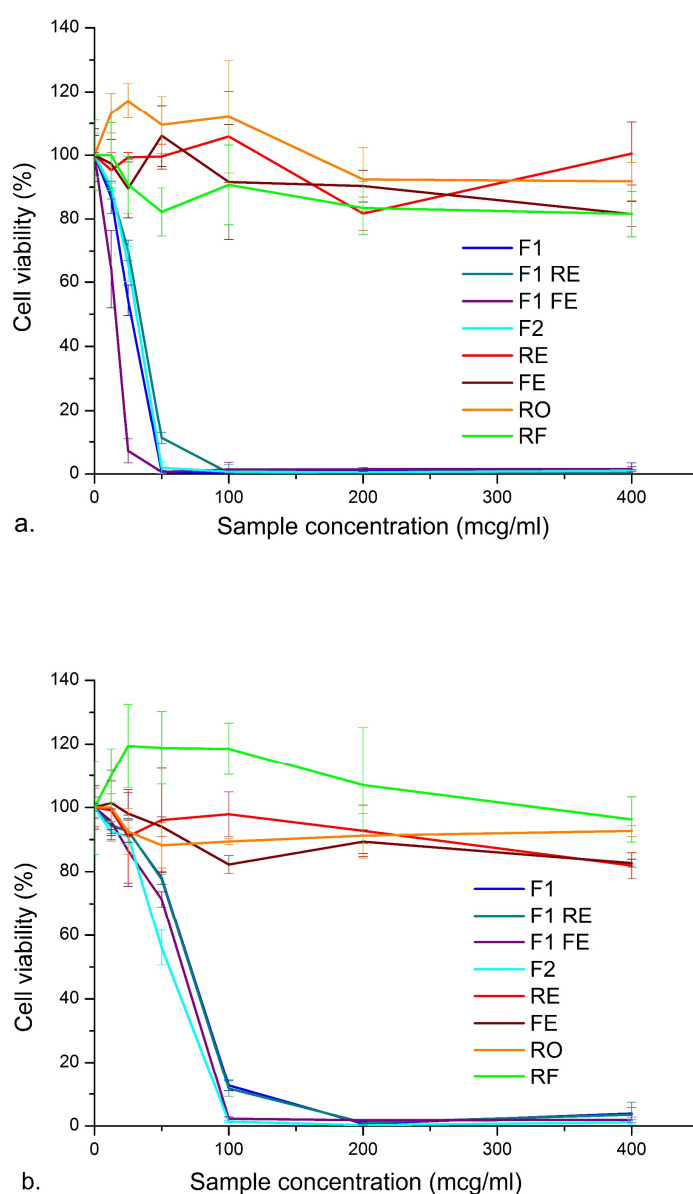 140
120
100
80
60
40
20
0
Cell viability (%)
F1
F1 RE
F1 FE
F2
RE
FE
RO
RF
0 100 200 300 400
Sample concentration (mcg/ml)
a.
140
120
100
80
60
40
20
0
Cell viability (%)
F1
F1 RE
F1 FE
F2
RE
FE
RO
RF
0 100 200 300 400
Sample concentration (mcg/ml)
b.